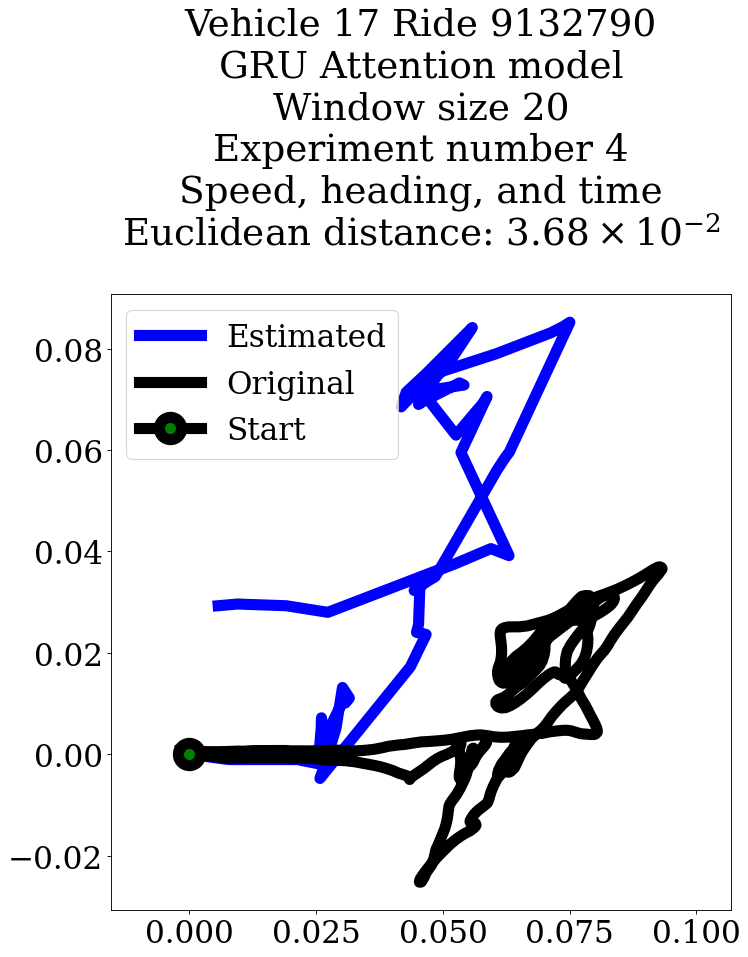 Vehicle 17 Ride 9132790
GRU Attention model
Window size 20
Experiment number 4
Speed, heading, and time
Euclidean distance: 3.68 × 10⁻²
Estimated
Original
Start
0.08
0.06
0.04
0.02
0.00
−0.02
0.000 0.025 0.050 0.075 0.100